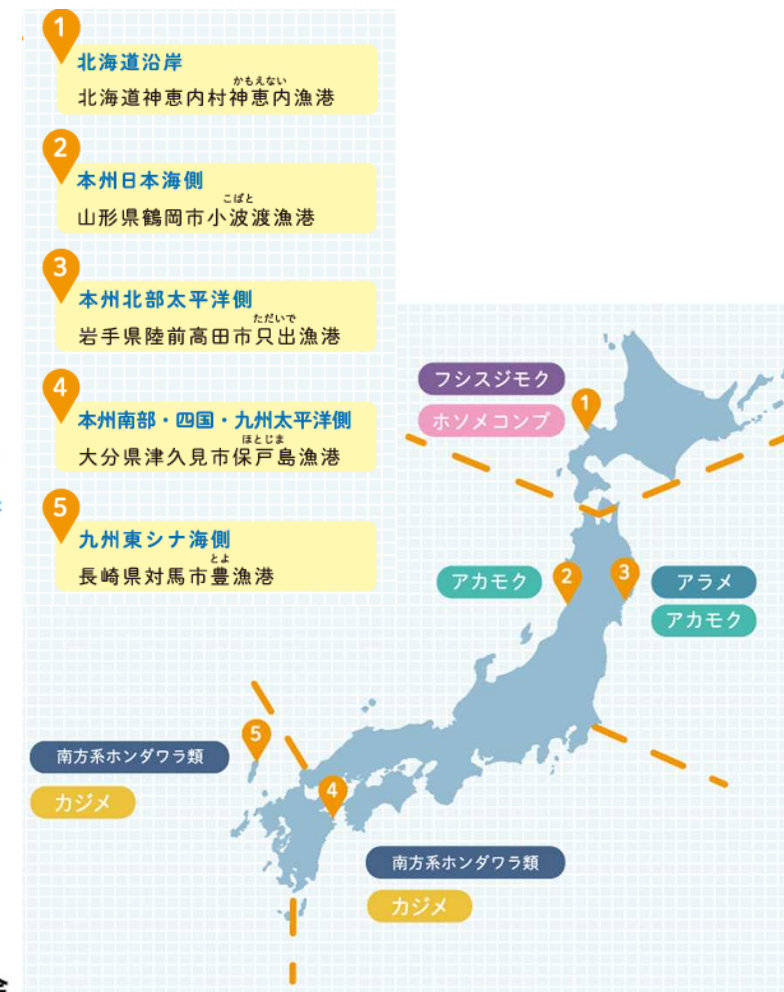 1
北海道沿岸
かもえない
北海道神恵内村神恵内漁港
2
本州日本海側
こばと
山形県鶴岡市小波渡漁港
3
本州北部太平洋側
ただいで
岩手県陸前高田市只出漁港
4
本州南部・四国・九州太平洋側
ほとじま
大分県津久見市保戸島漁港
5
九州東シナ海側
とよ
長崎県対馬市豊漁港
フシスジモク
ホソメコンブ
1
アカモク
2
3
アラメ
アカモク
5
南方系ホンダワラ類
カジメ
4
南方系ホンダワラ類
カジメ